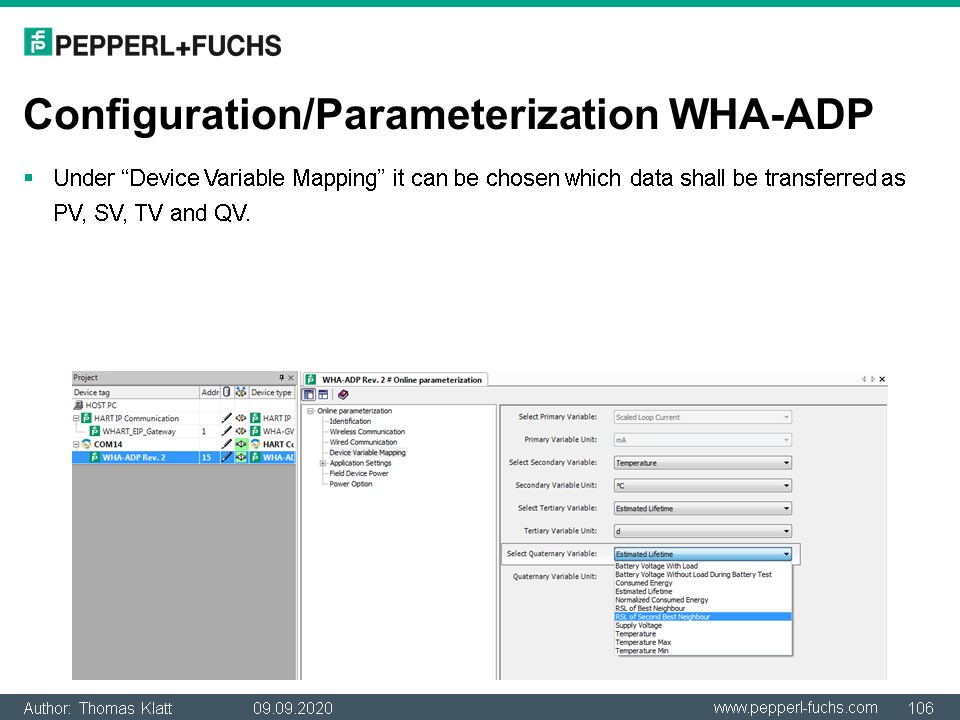 PEPPERL+FUCHS
Configuration/Parameterization WHA-ADP
Under “Device Variable Mapping” it can be chosen which data shall be transferred as
PV, SV, TV and QV.
Project
Device tag Addr Device type
HOST PC
HART IP Communication HART IP
WHART_EIP_Gateway 1 WHA-GW
COM14 HART Co
WHA-ADP Rev. 2 15 WHA-AD
WHA-ADP Rev. 2 # Online parameterization
Online parameterization
Identification
Wireless Communication
Wired Communication
Device Variable Mapping
Application Settings
Field Device Power
Power Option
Select Primary Variable: Scaled Loop Current
Primary Variable Unit: mA
Select Secondary Variable: Temperature
Secondary Variable Unit: °C
Select Tertiary Variable: Estimated Lifetime
Tertiary Variable Unit: d
Select Quaternary Variable: Estimated Lifetime
Quaternary Variable Unit:
Battery Voltage With Load
Battery Voltage Without Load During Battery Test
Consumed Energy
Estimated Lifetime
Normalized Consumed Energy
RSL of Best Neighbour
RSL of Second Best Neighbour
Supply Voltage
Temperature
Temperature Max
Temperature Min
Author: Thomas Klatt 09.09.2020 www.pepperl-fuchs.com 106